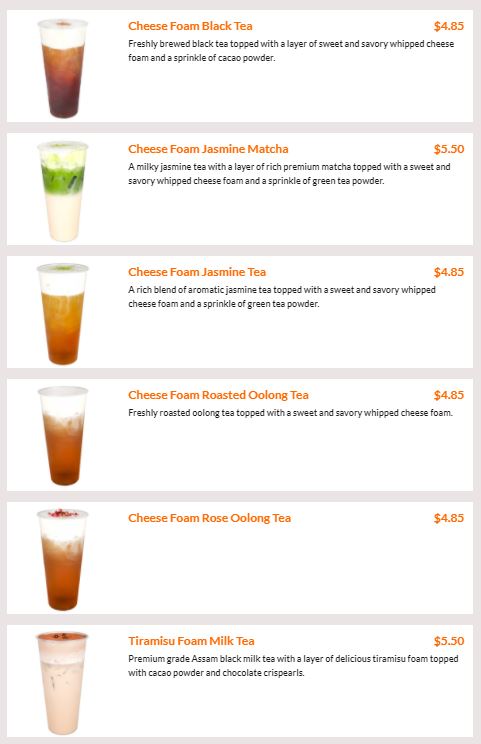 Cheese Foam Black Tea $4.85
Freshly brewed black tea topped with a layer of sweet and savory whipped cheese
foam and a sprinkle of cacao powder.
Cheese Foam Jasmine Matcha $5.50
A milky jasmine tea with a layer of rich premium matcha topped with a sweet and
savory whipped cheese foam and a sprinkle of green tea powder.
Cheese Foam Jasmine Tea $4.85
A rich blend of aromatic jasmine tea topped with a sweet and savory whipped
cheese foam and a sprinkle of green tea powder.
Cheese Foam Roasted Oolong Tea $4.85
Freshly roasted oolong tea topped with a sweet and savory whipped cheese foam.
Cheese Foam Rose Oolong Tea $4.85
Tiramisu Foam Milk Tea $5.50
Premium grade Assam black milk tea with a layer of delicious tiramisu foam topped
with cacao powder and chocolate crispearls.